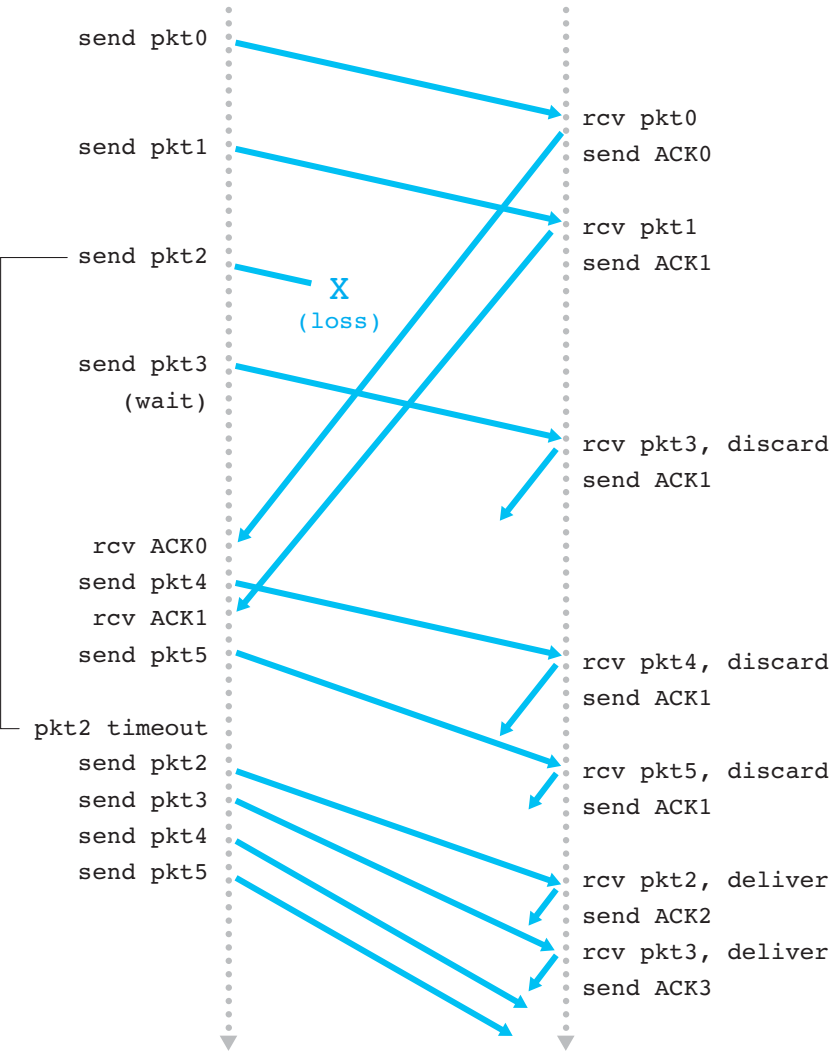 send pkt0
rcv pkt0
send pkt1
send ACK0
rcv pkt1
send pkt2
send ACK1
X
(loss)
send pkt3
(wait)
rcv pkt3, discard
send ACK1
rcv ACK0
send pkt4
rcv ACK1
send pkt5
rcv pkt4, discard
send ACK1
pkt2 timeout
send pkt2
rcv pkt5, discard
send pkt3
send ACK1
send pkt4
send pkt5
rcv pkt2, deliver
send ACK2
rcv pkt3, deliver
send ACK3